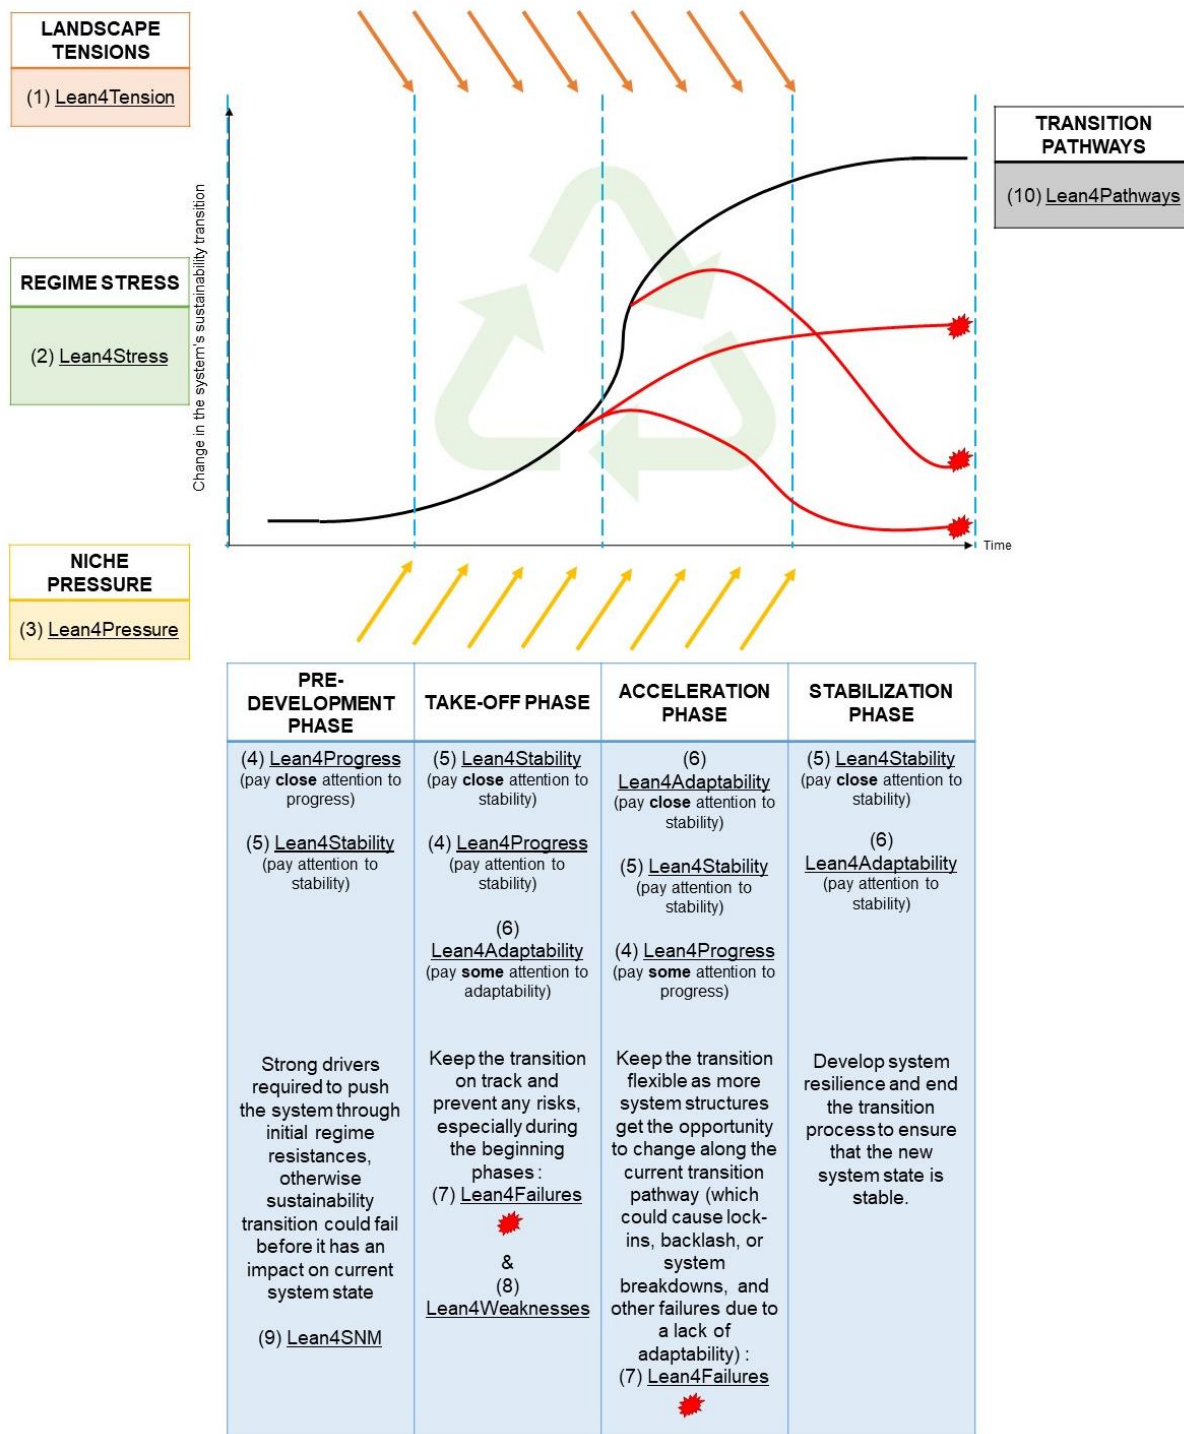 LANDSCAPE
TENSIONS
(1) Lean4Tension
REGIME STRESS
(2) Lean4Stress
NICHE
PRESSURE
(3) Lean4Pressure
Change in the system's sustainability transition
Time
TRANSITION
PATHWAYS
(10) Lean4Pathways
PRE-
DEVELOPMENT
PHASE
(4) Lean4Progress
(pay close attention to
progress)
(5) Lean4Stability
(pay attention to
stability)
Strong drivers
required to push
the system through
initial regime
resistances,
otherwise
sustainability
transition could fail
before it has an
impact on current
system state
(9) Lean4SNM
TAKE-OFF PHASE
(5) Lean4Stability
(pay close attention to
stability)
(4) Lean4Progress
(pay attention to
stability)
(6)
Lean4Adaptability
(pay some attention to
adaptability)
Keep the transition
on track and
prevent any risks,
especially during
the beginning
phases :
(7) Lean4Failures
&
(8)
Lean4Weaknesses
ACCELERATION
PHASE
(6)
Lean4Adaptability
(pay close attention to
stability)
(5) Lean4Stability
(pay attention to
stability)
(4) Lean4Progress
(pay some attention to
progress)
Keep the transition
flexible as more
system structures
get the opportunity
to change along the
current transition
pathway (which
could cause lock-
ins, backlash, or
system
breakdowns, and
other failures due to
a lack of
adaptability) :
(7) Lean4Failures
STABILIZATION
PHASE
(5) Lean4Stability
(pay close attention to
stability)
(6)
Lean4Adaptability
(pay attention to
stability)
Develop system
resilience and end
the transition
process to ensure
that the new
system state is
stable.